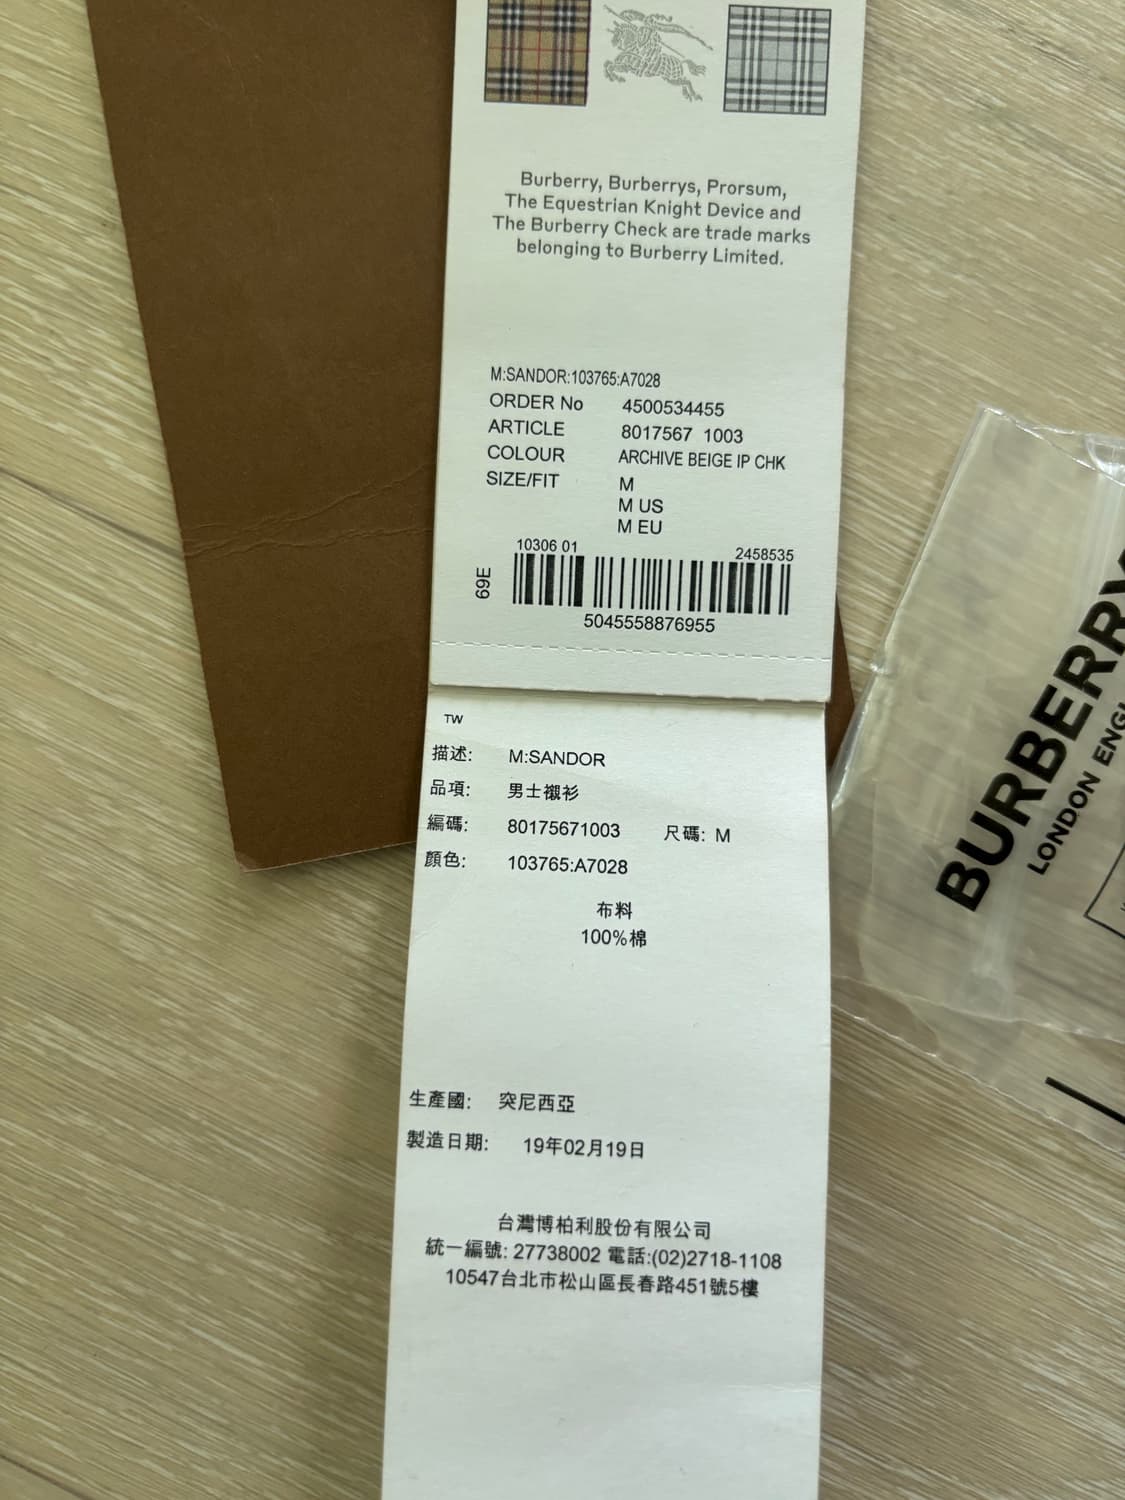 Burberry, Burberrys, Prorsum,
The Equestrian Knight Device and
The Burberry Check are trade marks
belonging to Burberry Limited.
M:SANDOR:103765:A7028
ORDER No 4500534455
ARTICLE 8017567 1003
COLOUR ARCHIVE BEIGE IP CHK
SIZE/FIT M
M US
M EU
10306 01 2458535
69E
5045558876955
TW
描述: M:SANDOR
品項: 男士襯衫
編碼: 80175671003 尺碼: M
顏色: 103765:A7028
布料
100%棉
生產國: 突尼西亞
製造日期: 19年02月19日
台灣博柏利股份有限公司
統一編號: 27738002 電話:(02)2718-1108
10547台北市松山區長春路451號5樓
BURBERRY
LONDON